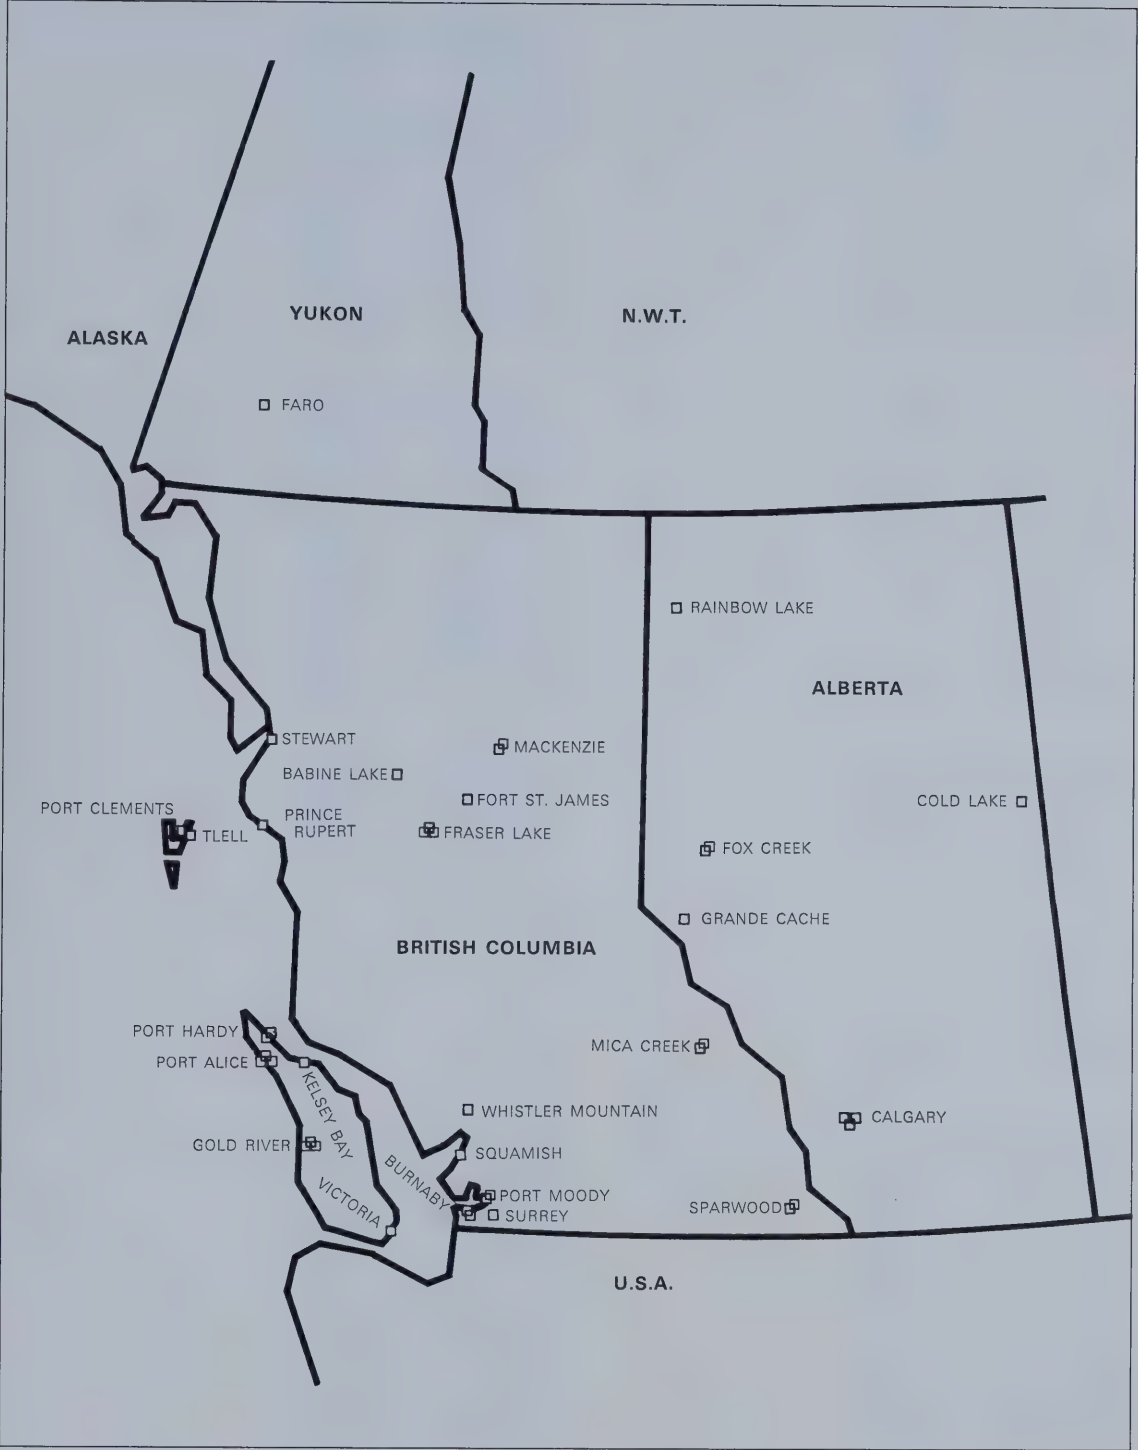 YUKON
N.W.T.
ALASKA
FARO
RAINBOW LAKE
ALBERTA
STEWART
MACKENZIE
BABINE LAKE
FORT ST. JAMES
COLD LAKE
PORT CLEMENTS
PRINCE
RUPERT
TLELL
FRASER LAKE
FOX CREEK
GRANDE CACHE
BRITISH COLUMBIA
PORT HARDY
MICA CREEK
PORT ALICE
KELSEY BAY
WHISTLER MOUNTAIN
CALGARY
GOLD RIVER
SQUAMISH
BURNABY
VICTORIA
PORT MOODY
SPARWOOD
SURREY
U.S.A.